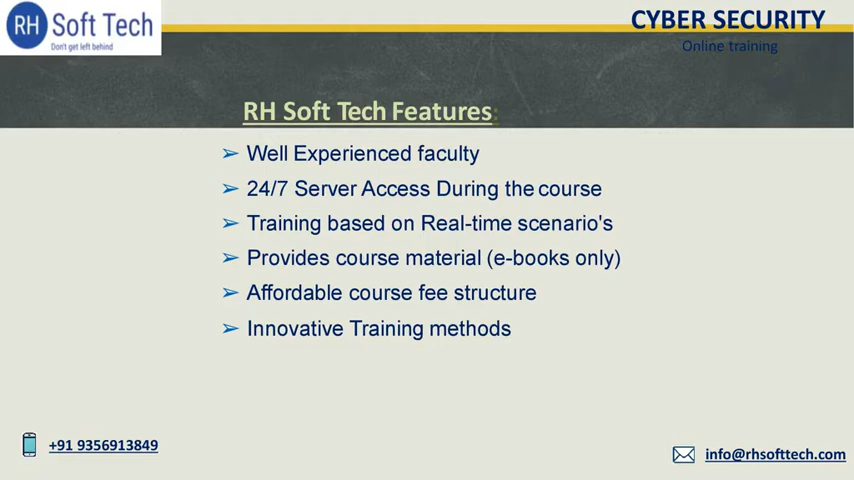 RH Soft Tech
Don't get left behind
CYBER SECURITY
Online training
RH Soft Tech Features:
➢ Well Experienced faculty
➢ 24/7 Server Access During the course
➢ Training based on Real-time scenario's
➢ Provides course material (e-books only)
➢ Affordable course fee structure
➢ Innovative Training methods
+91 9356913849
info@rhsofttech.com